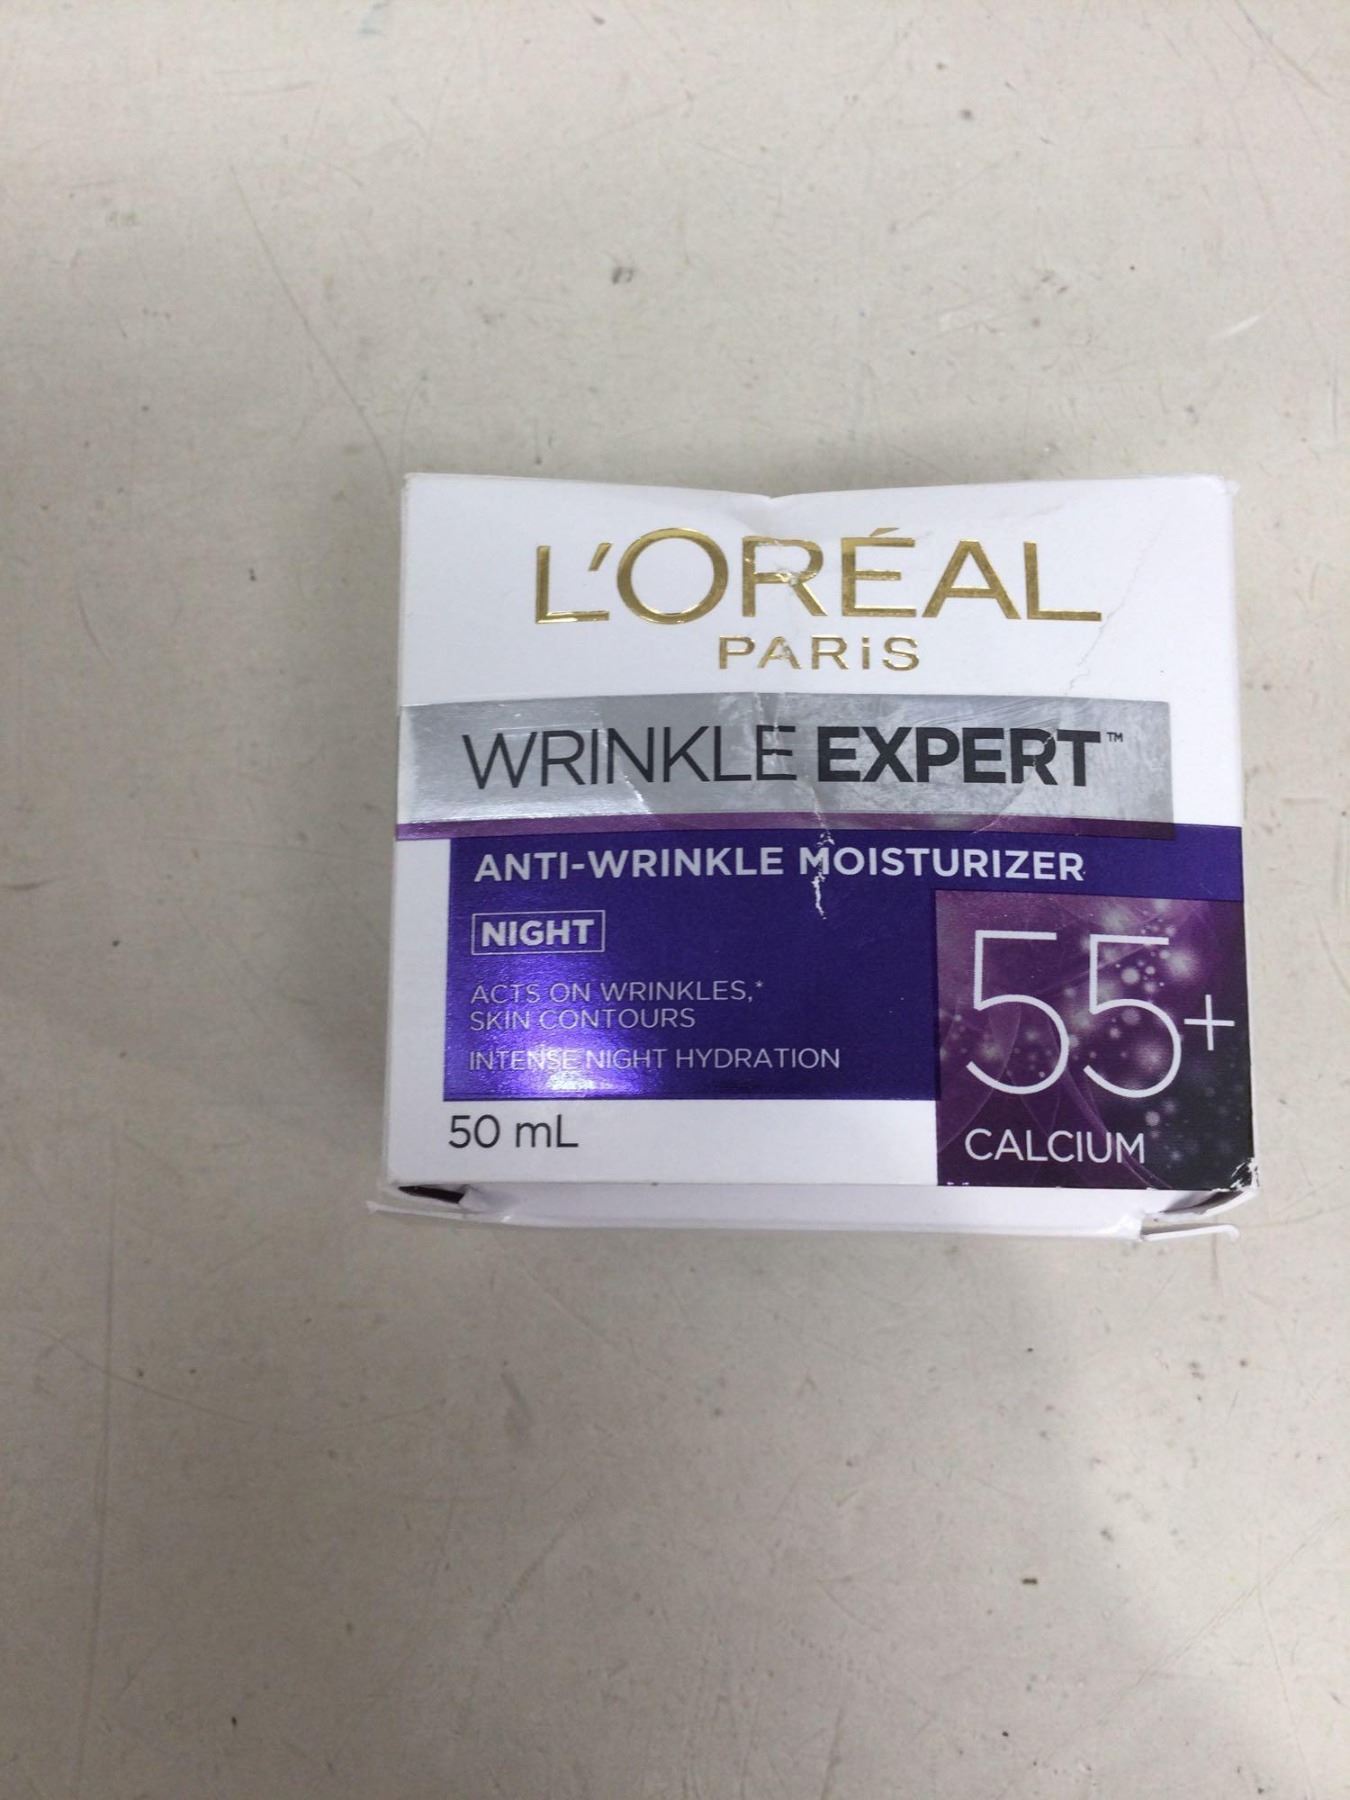 L'ORÉAL
PARiS
WRINKLE EXPERT™
ANTI-WRINKLE MOISTURIZER
NIGHT
ACTS ON WRINKLES,*
SKIN CONTOURS
INTENSE NIGHT HYDRATION
55+
CALCIUM
50 mL